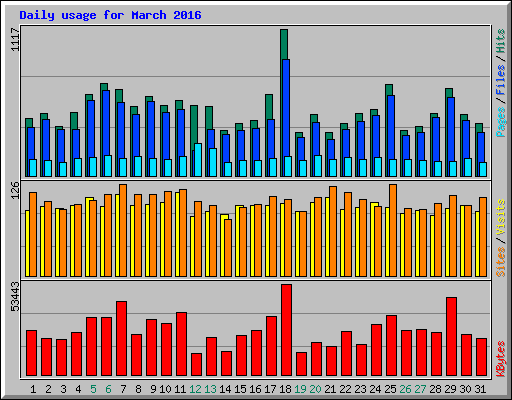 Daily usage for March 2016
1117
126
53443
Pages / Files / Hits
Sites / Visits
KBytes
1 2 3 4 5 6 7 8 9 10 11 12 13 14 15 16 17 18 19 20 21 22 23 24 25 26 27 28 29 30 31